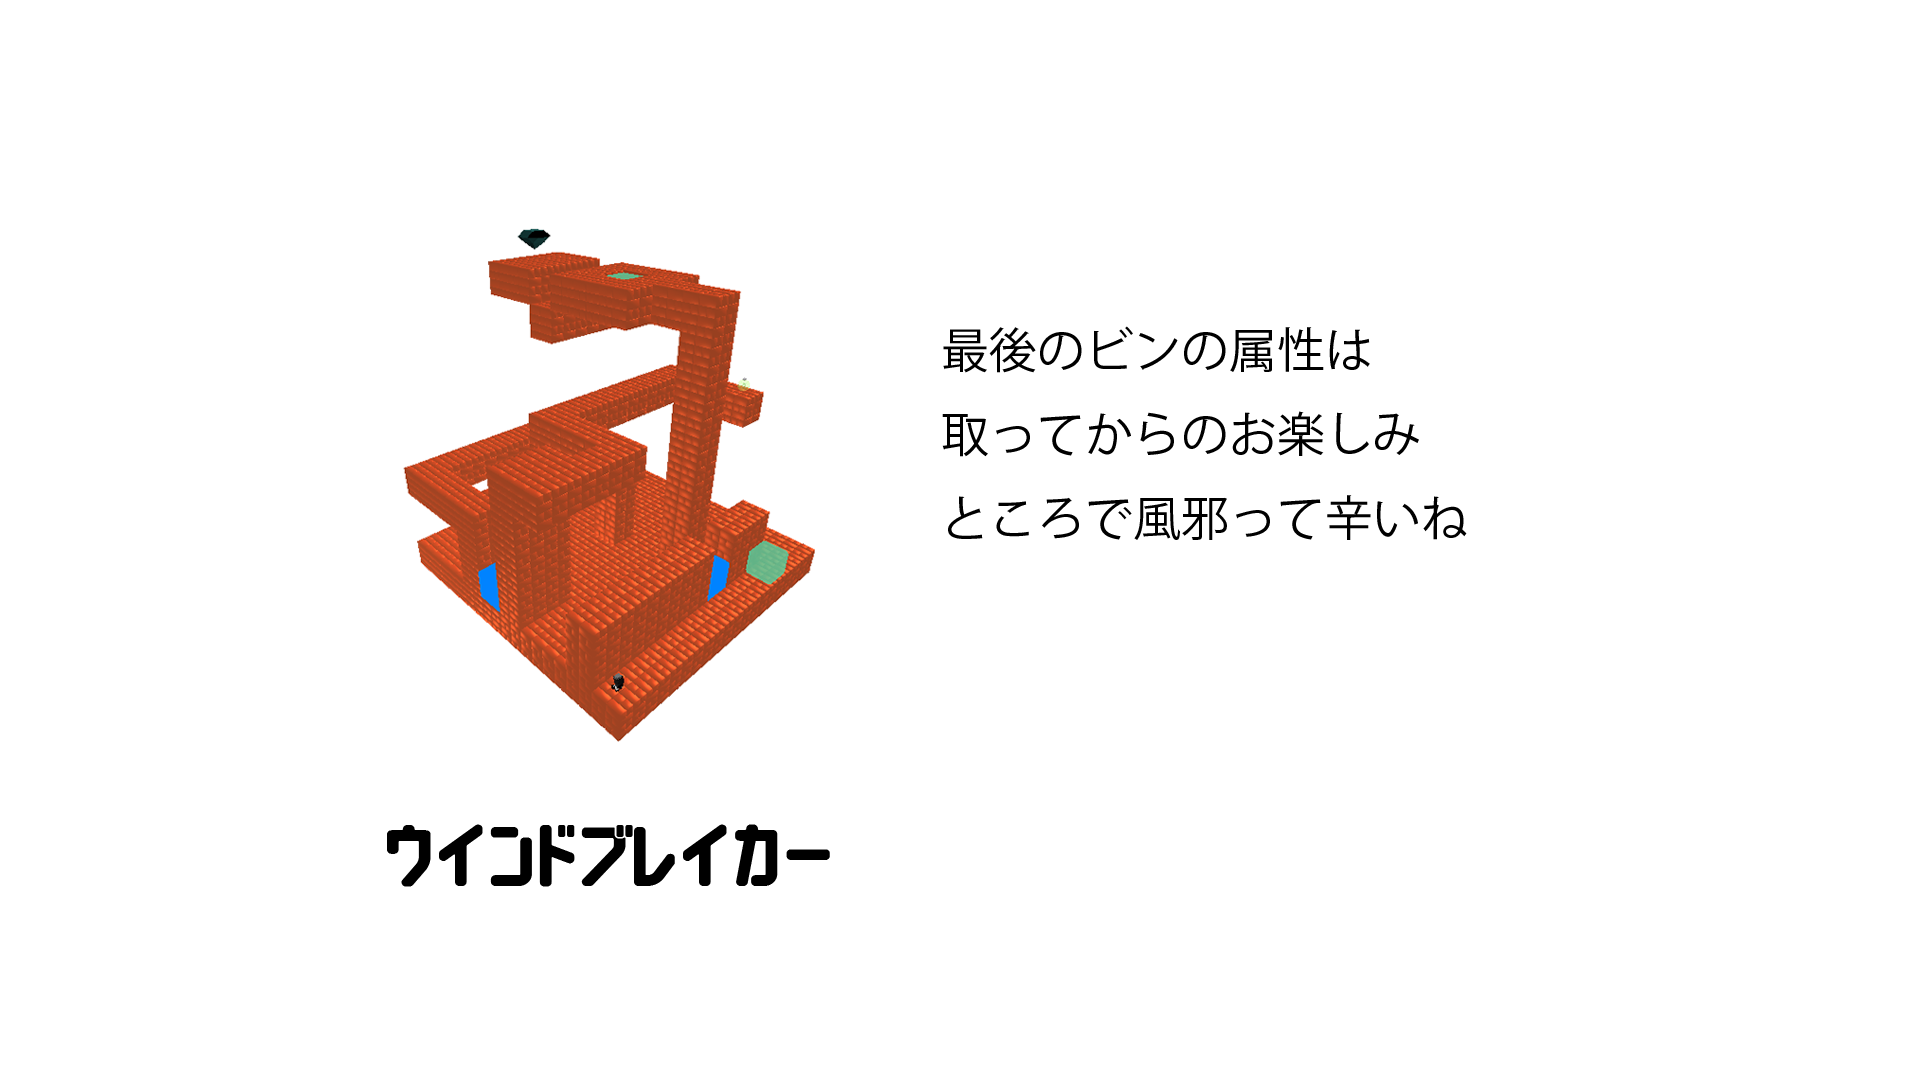 最後のビンの属性は
取ってからのお楽しみ
ところで風邪って辛いね
ウインドブレイカー